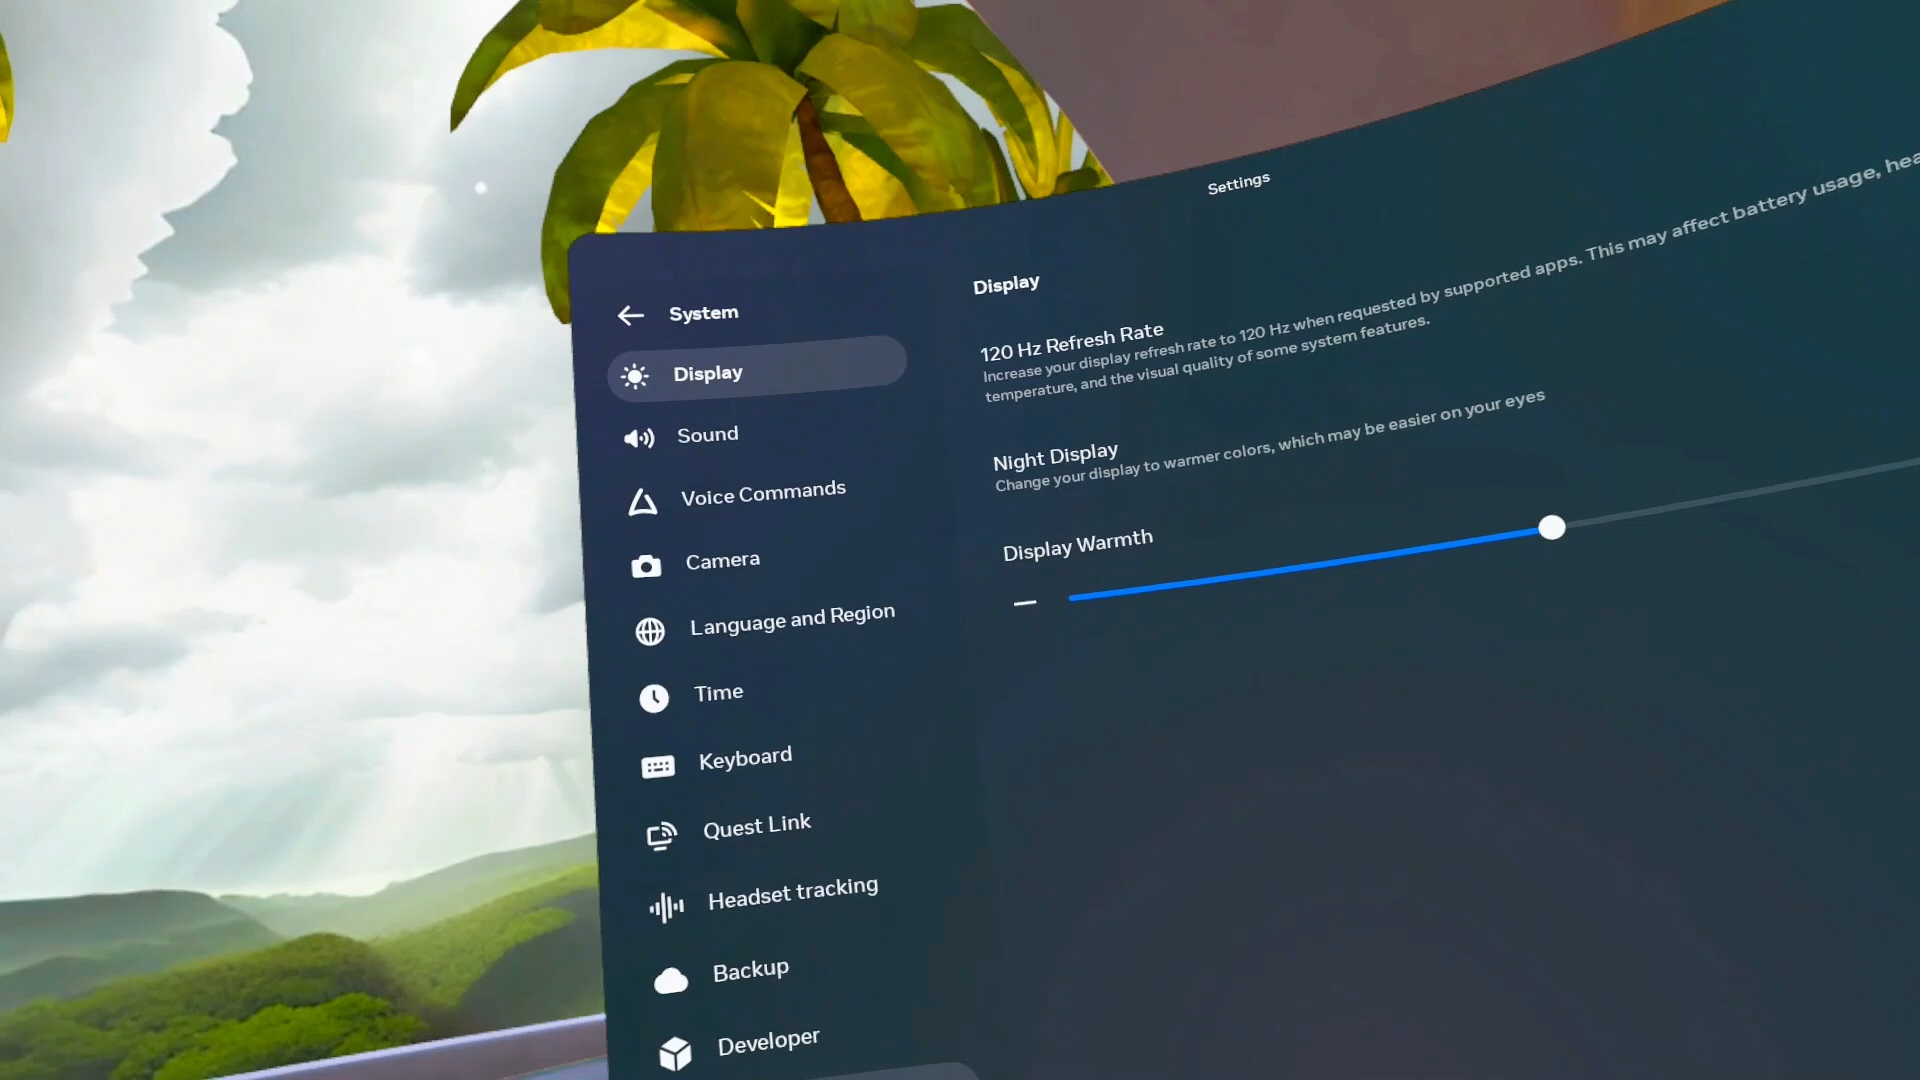 Settings
System
Display
Sound
Voice Commands
Camera
Language and Region
Time
Keyboard
Quest Link
Headset tracking
Backup
Developer
Display
120 Hz Refresh Rate
Increase your display refresh rate to 120 Hz when requested by supported apps. This may affect battery usage,
temperature, and the visual quality of some system features.
Night Display
Change your display to warmer colors, which may be easier on your eyes
Display Warmth